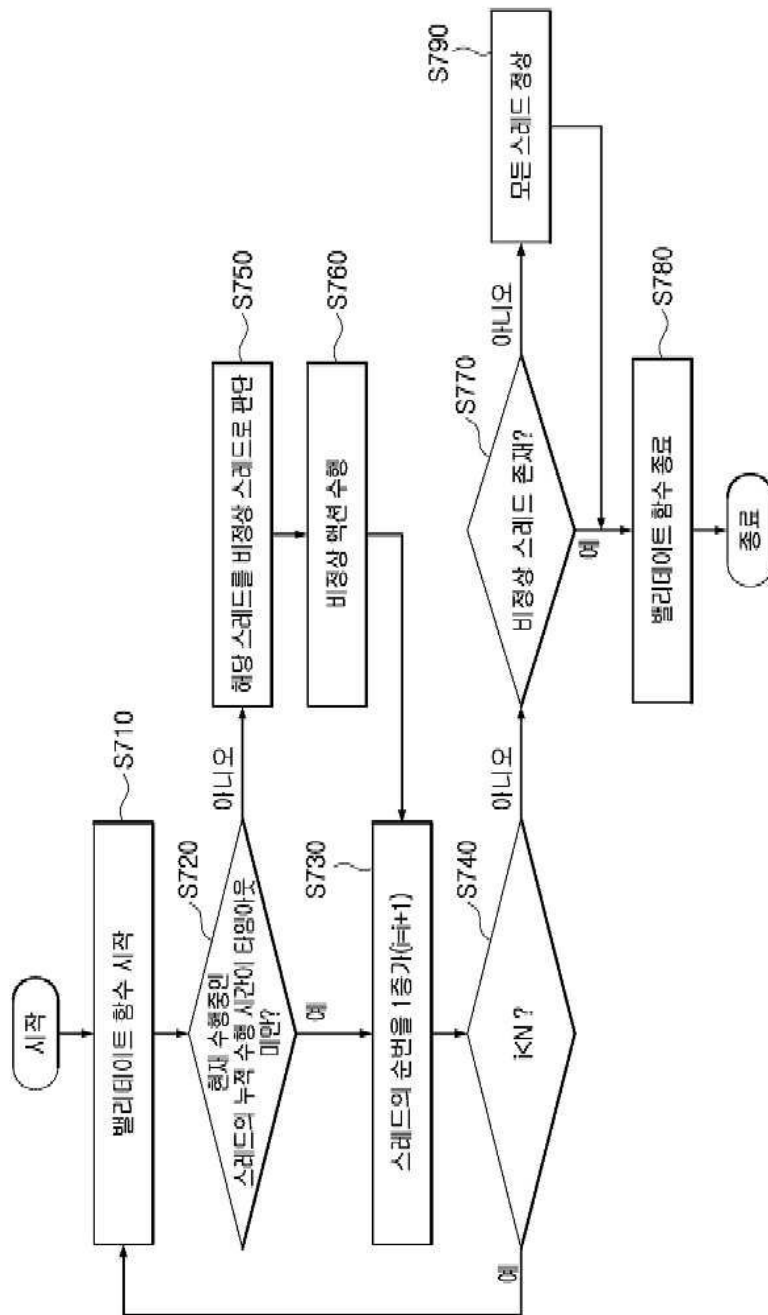 시작
S710
밸리데이트 함수 시작
S720
현재 수행중인
스레드의 누적 수행 시간이 타임아웃
미만?
아니오
예
S750
해당 스레드를 비정상 스레드로 판단
S760
비정상 액션 수행
S730
스레드의 순번을 1증가(i=i+1)
S740
i<N ?
예
아니오
S770
비정상 스레드 존재?
아니오
예
S790
모든 스레드 정상
S780
밸리데이트 함수 종료
종료